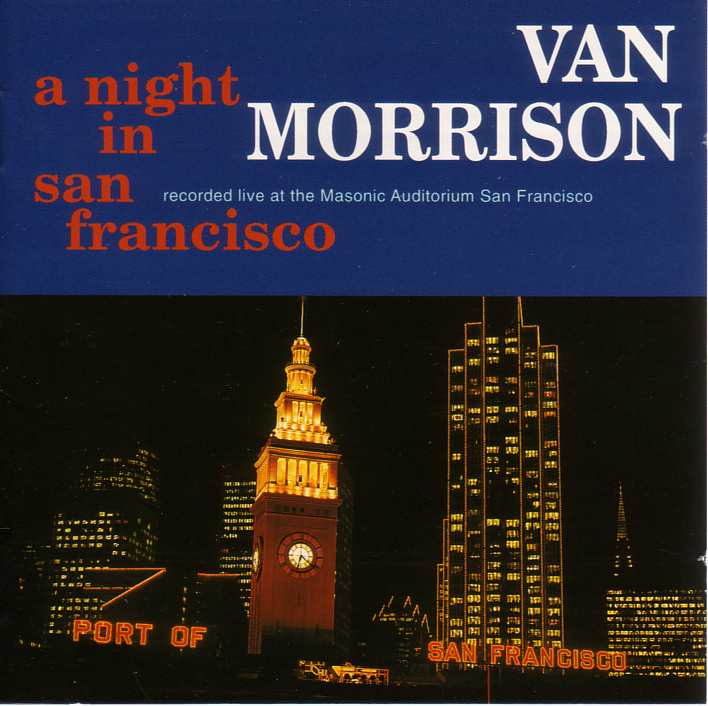 VAN
MORRISON
a night
in
san
francisco
recorded live at the Masonic Auditorium San Francisco
PORT OF
SAN FRANCISCO